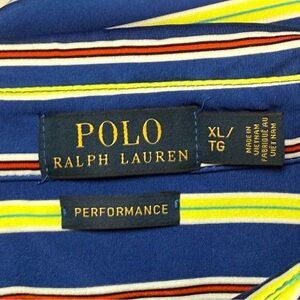 POLO
RALPH LAUREN
XL/
TG
MADE IN
VIETNAM
FABRIQUÉ AU
VIET NAM
PERFORMANCE